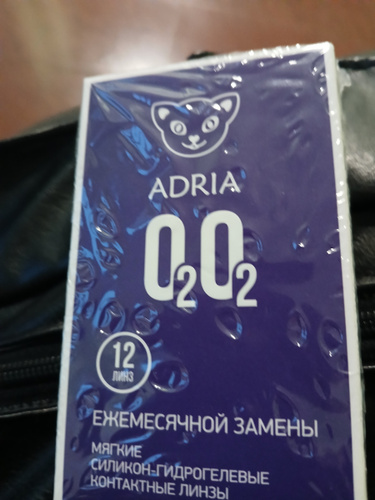 ADRIA
O2O2
12
ЛИНЗ
ЕЖЕМЕСЯЧНОЙ ЗАМЕНЫ
МЯГКИЕ
СИЛИКОН-ГИДРОГЕЛЕВЫЕ
КОНТАКТНЫЕ ЛИНЗЫ